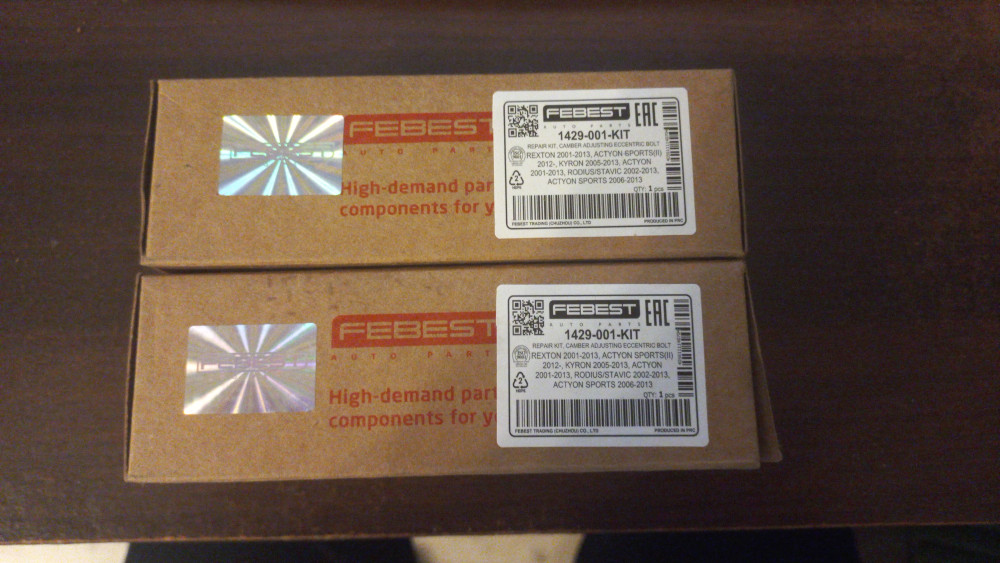 FEBEST
AUTO PART
High-demand par
components for y
FEBEST EAC
AUTO PARTS
1429-001-KIT
REPAIR KIT, CAMBER ADJUSTING ECCENTRIC BOLT
REXTON 2001-2013, ACTYON SPORTS(II)
2012-, KYRON 2005-2013, ACTYON
2001-2013, RODIUS/STAVIC 2002-2013,
ACTYON SPORTS 2006-2013
2
QTY: 1 pcs
FEBEST TRADING (CHUZHOU) CO., LTD PRODUCED IN PRC
FEBEST
AUTO PART
High-demand part
components for y
FEBEST EAC
AUTO PARTS
1429-001-KIT
REPAIR KIT, CAMBER ADJUSTING ECCENTRIC BOLT
REXTON 2001-2013, ACTYON SPORTS(II)
2012-, KYRON 2005-2013, ACTYON
2001-2013, RODIUS/STAVIC 2002-2013,
ACTYON SPORTS 2006-2013
2
QTY: 1 pcs
FEBEST TRADING (CHUZHOU) CO., LTD PRODUCED IN PRC